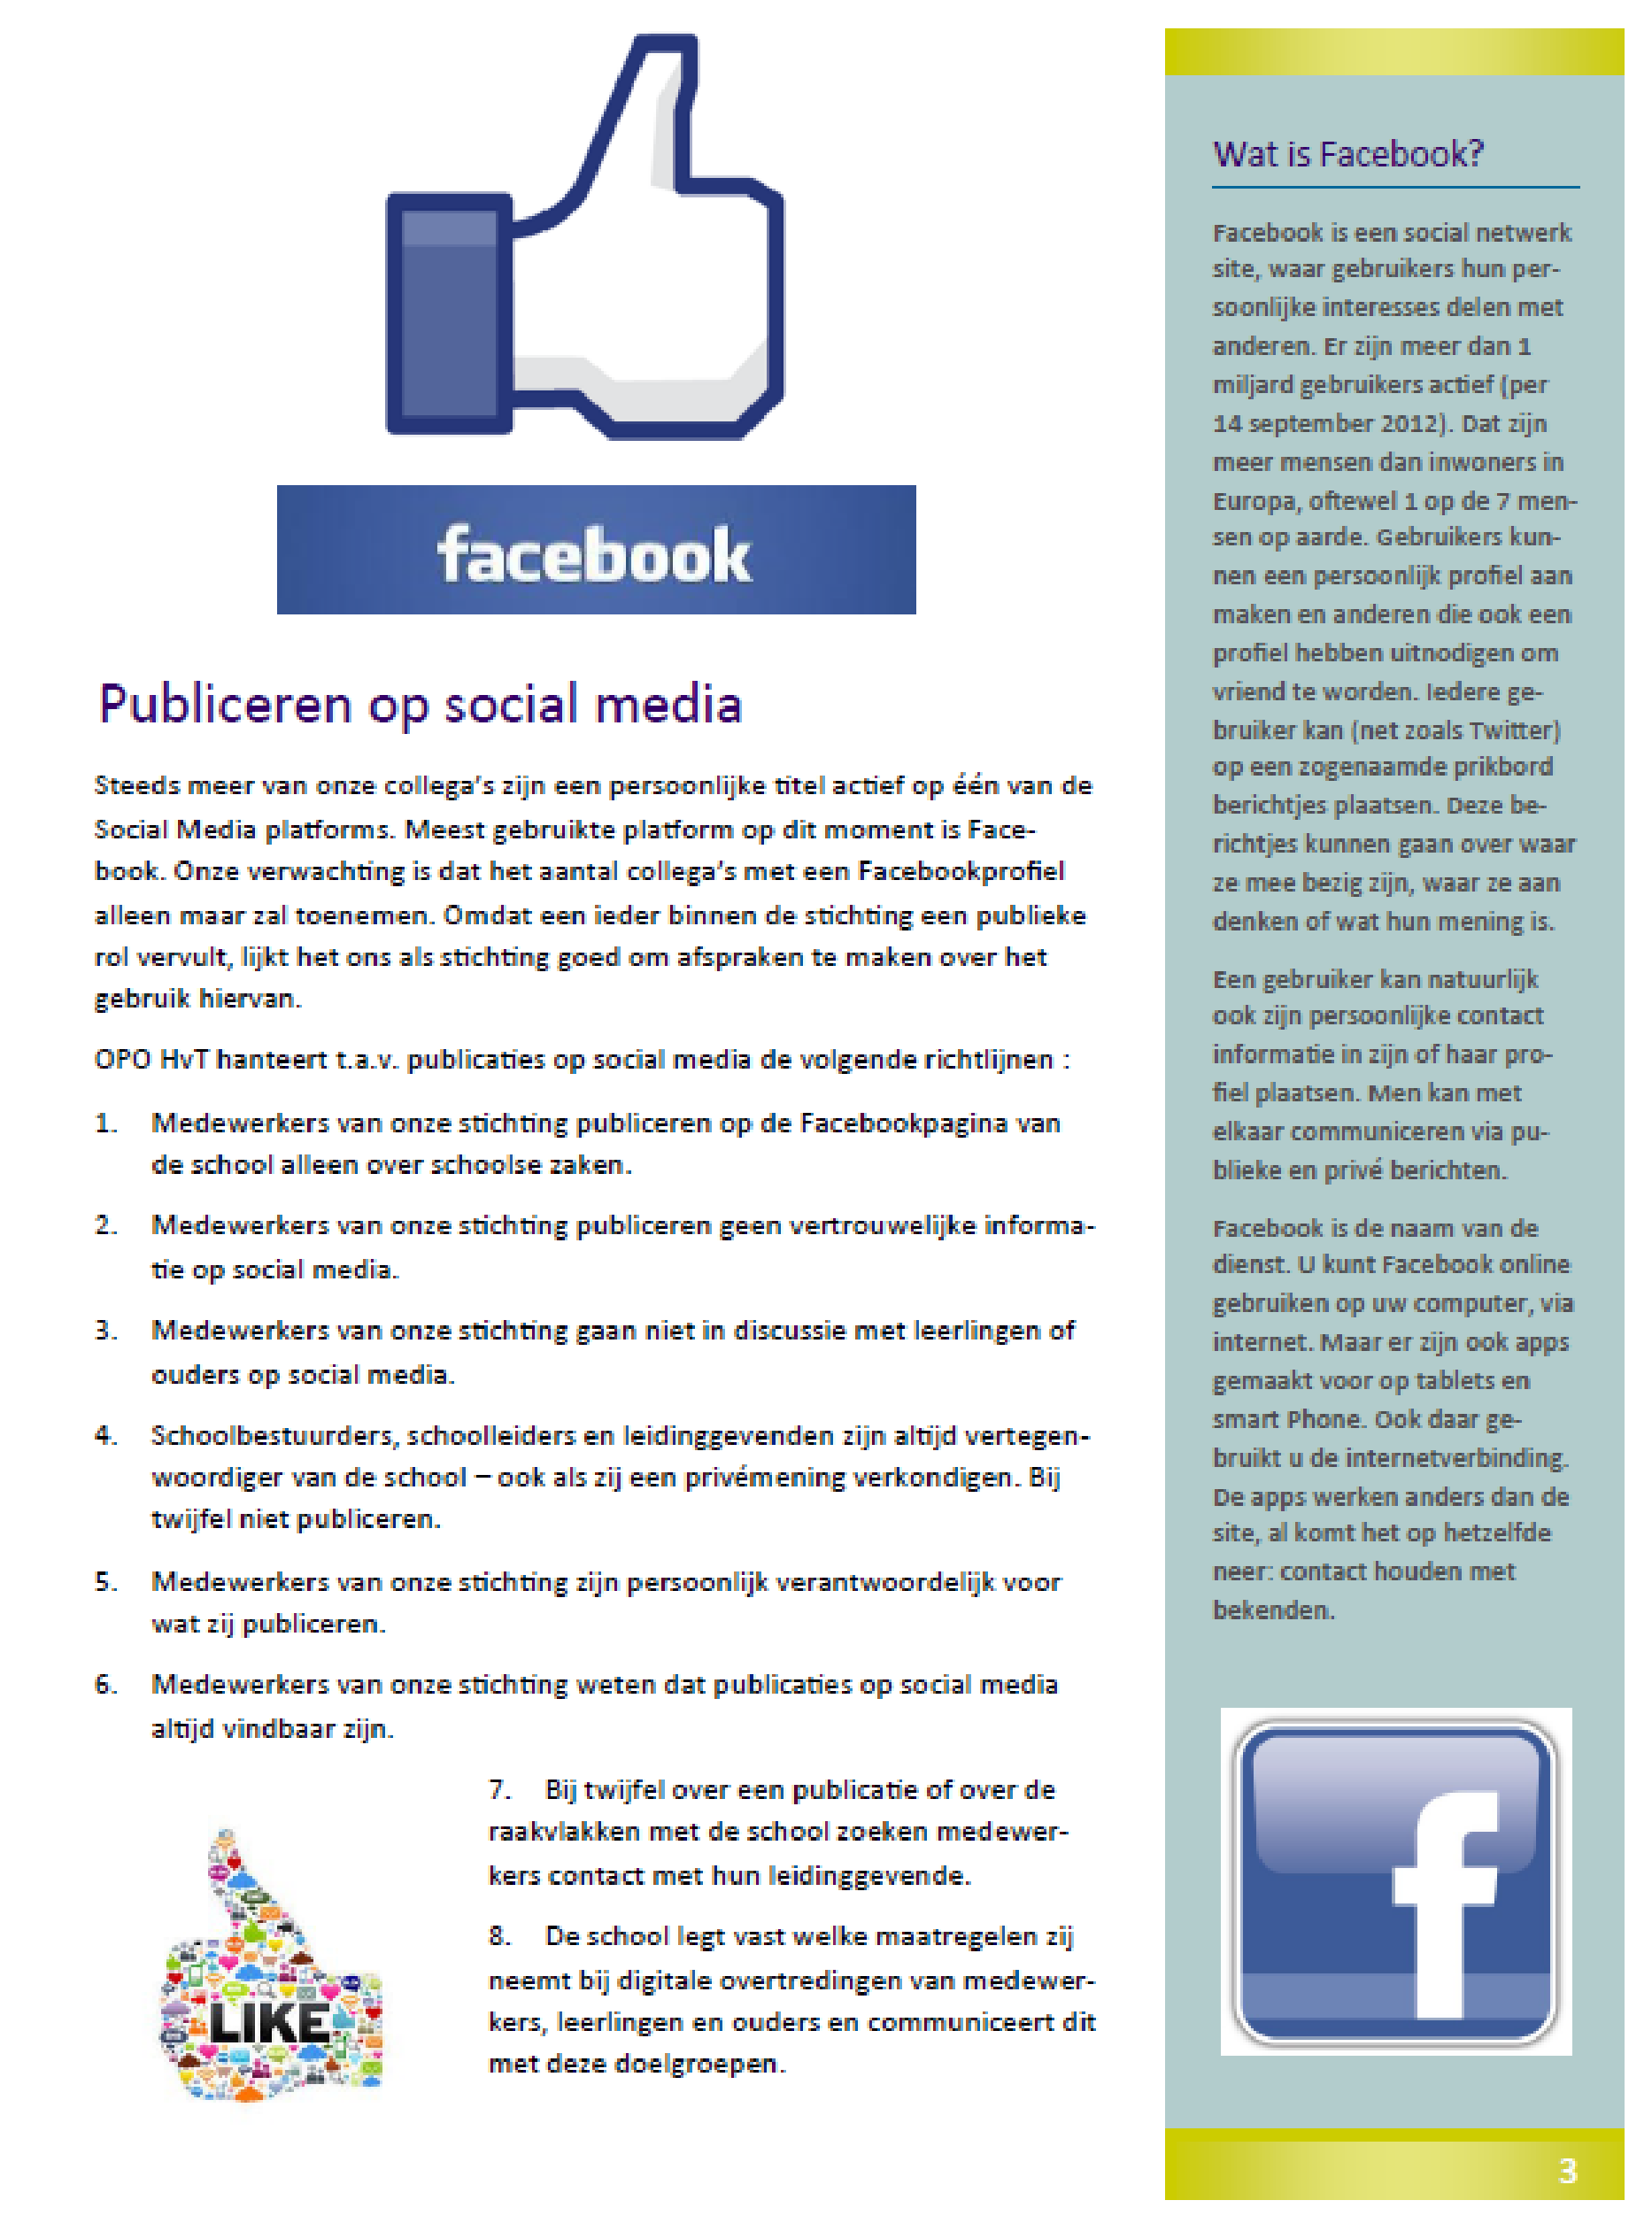 facebook
Publiceren op social media
Steeds meer van onze collega's zijn een persoonlijke titel actief op één van de
Social Media platforms. Meest gebruikte platform op dit moment is Face-
book. Onze verwachting is dat het aantal collega's met een Facebookprofiel
alleen maar zal toenemen. Omdat een ieder binnen de stichting een publieke
rol vervult, lijkt het ons als stichting goed om afspraken te maken over het
gebruik hiervan.
OPO HvT hanteert t.a.v. publicaties op social media de volgende richtlijnen :
1. Medewerkers van onze stichting publiceren op de Facebookpagina van
de school alleen over schoolse zaken.
2. Medewerkers van onze stichting publiceren geen vertrouwelijke informa-
tie op social media.
3. Medewerkers van onze stichting gaan niet in discussie met leerlingen of
ouders op social media.
4. Schoolbestuurders, schoolleiders en leidinggevenden zijn altijd vertegen-
woordiger van de school – ook als zij een privémening verkondigen. Bij
twijfel niet publiceren.
5. Medewerkers van onze stichting zijn persoonlijk verantwoordelijk voor
wat zij publiceren.
6. Medewerkers van onze stichting weten dat publicaties op social media
altijd vindbaar zijn.
7. Bij twijfel over een publicatie of over de
raakvlakken met de school zoeken medewer-
kers contact met hun leidinggevende.
8. De school legt vast welke maatregelen zij
neemt bij digitale overtredingen van medewer-
kers, leerlingen en ouders en communiceert dit
met deze doelgroepen.
LIKE
Wat is Facebook?
Facebook is een social netwerk
site, waar gebruikers hun per-
soonlijke interesses delen met
anderen. Er zijn meer dan 1
miljard gebruikers actief (per
14 september 2012). Dat zijn
meer mensen dan inwoners in
Europa, oftewel 1 op de 7 men-
sen op aarde. Gebruikers kun-
nen een persoonlijk profiel aan
maken en anderen die ook een
profiel hebben uitnodigen om
vriend te worden. Iedere ge-
bruiker kan (net zoals Twitter)
op een zogenaamde prikbord
berichtjes plaatsen. Deze be-
richtjes kunnen gaan over waar
ze mee bezig zijn, waar ze aan
denken of wat hun mening is.
Een gebruiker kan natuurlijk
ook zijn persoonlijke contact
informatie in zijn of haar pro-
fiel plaatsen. Men kan met
elkaar communiceren via pu-
blieke en privé berichten.
Facebook is de naam van de
dienst. U kunt Facebook online
gebruiken op uw computer, via
internet. Maar er zijn ook apps
gemaakt voor op tablets en
smart Phone. Ook daar ge-
bruikt u de internetverbinding.
De apps werken anders dan de
site, al komt het op hetzelfde
neer: contact houden met
bekenden.
f
3